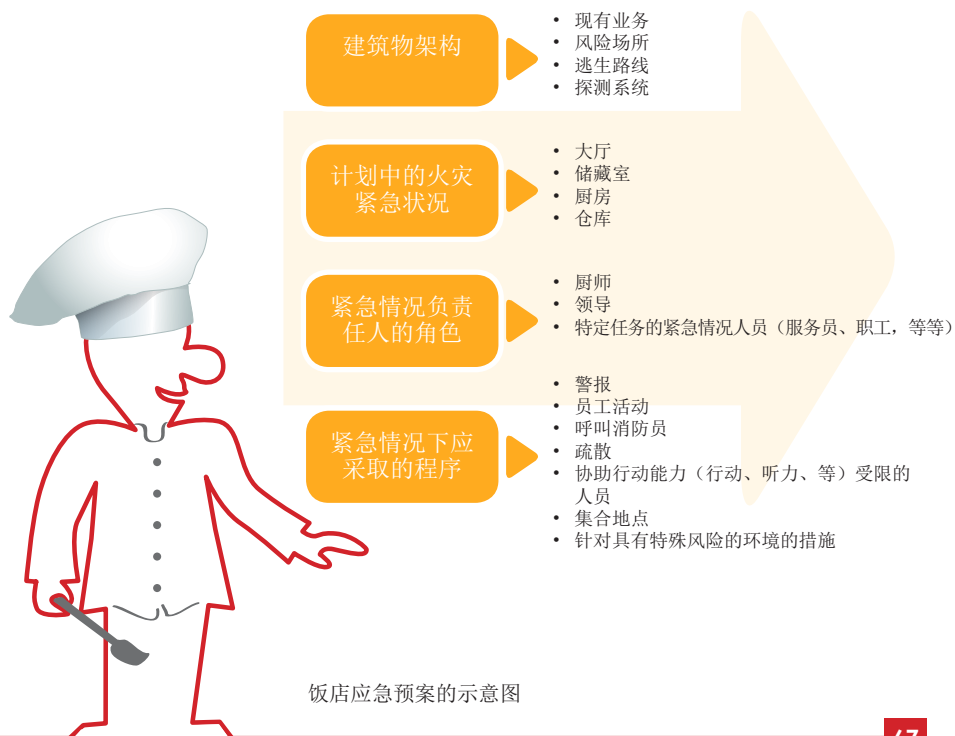 建筑物架构
• 现有业务
• 风险场所
• 逃生路线
• 探测系统
计划中的火灾
紧急状况
• 大厅
• 储藏室
• 厨房
• 仓库
紧急情况负责
任人的角色
• 厨师
• 领导
• 特定任务的紧急情况人员（服务员、职工，等等）
紧急情况下应
采取的程序
• 警报
• 员工活动
• 呼叫消防员
• 疏散
• 协助行动能力（行动、听力、等）受限的
人员
• 集合地点
• 针对具有特殊风险的环境的措施
饭店应急预案的示意图